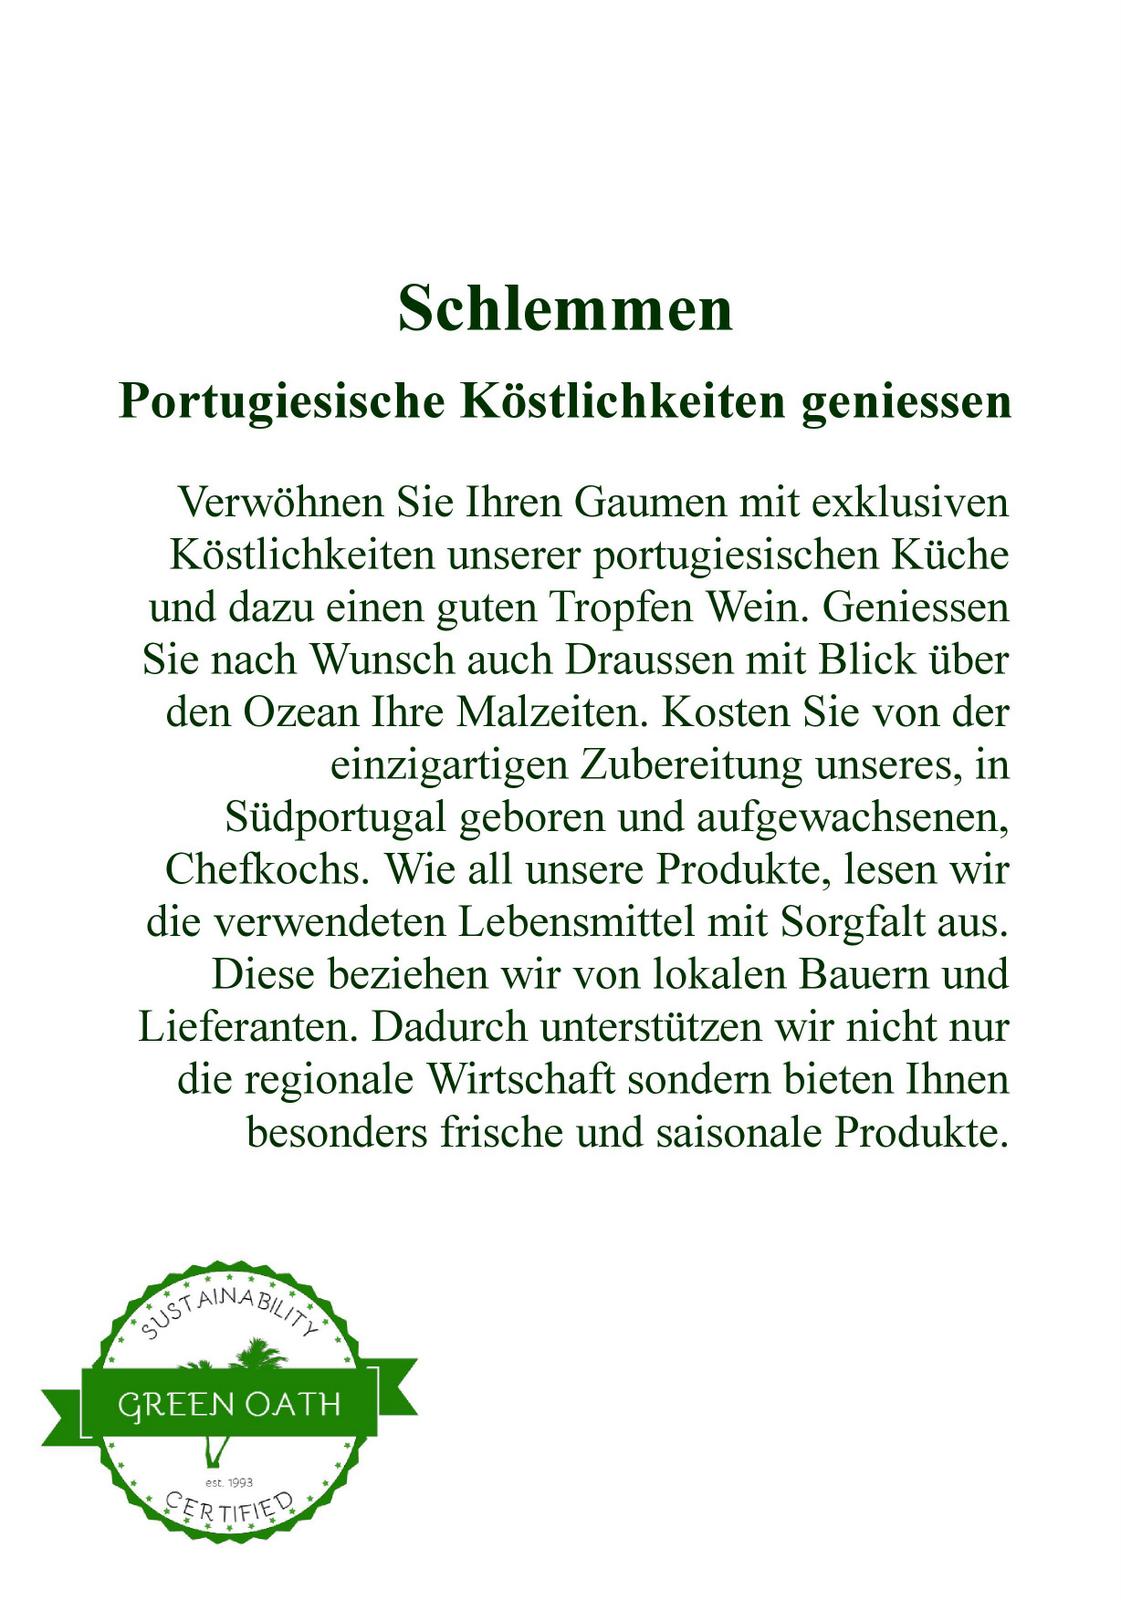 Schlemmen
Portugiesische Köstlichkeiten geniessen
Verwöhnen Sie Ihren Gaumen mit exklusiven
Köstlichkeiten unserer portugiesischen Küche
und dazu einen guten Tropfen Wein. Geniessen
Sie nach Wunsch auch Draussen mit Blick über
den Ozean Ihre Malzeiten. Kosten Sie von der
einzigartigen Zubereitung unseres, in
Südportugal geboren und aufgewachsenen,
Chefkochs. Wie all unsere Produkte, lesen wir
die verwendeten Lebensmittel mit Sorgfalt aus.
Diese beziehen wir von lokalen Bauern und
Lieferanten. Dadurch unterstützen wir nicht nur
die regionale Wirtschaft sondern bieten Ihnen
besonders frische und saisonale Produkte.
SUSTAINABILITY
GREEN OATH
est. 1993
CERTIFIED